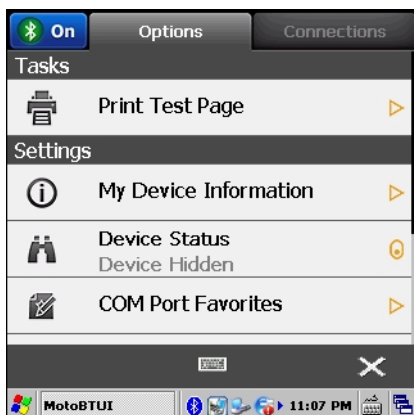 On Options Connections
Tasks
Print Test Page
Settings
My Device Information
Device Status
Device Hidden
COM Port Favorites
MotoBTUI 11:07 PM